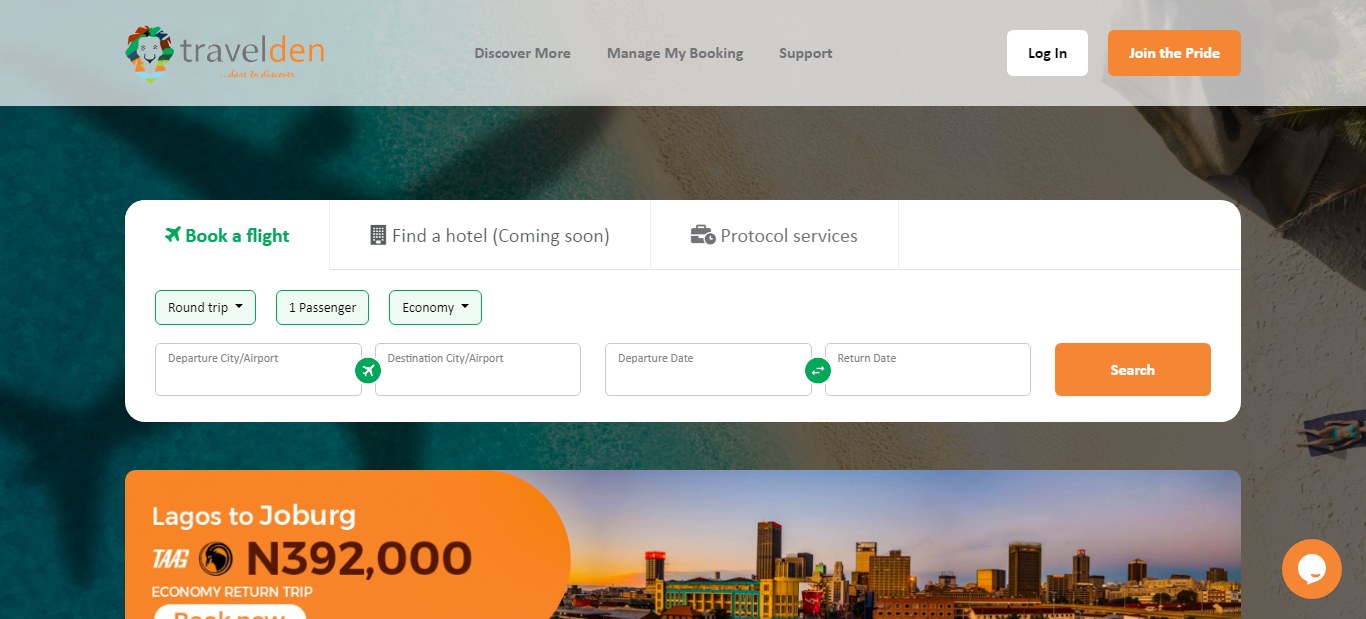 travelden
...dare to discover
Discover More
Manage My Booking
Support
Log In
Join the Pride
Book a flight
Find a hotel (Coming soon)
Protocol services
Round trip
1 Passenger
Economy
Departure City/Airport
Destination City/Airport
Departure Date
Return Date
Search
Lagos to Joburg
TAAG N392,000
ECONOMY RETURN TRIP
Book now